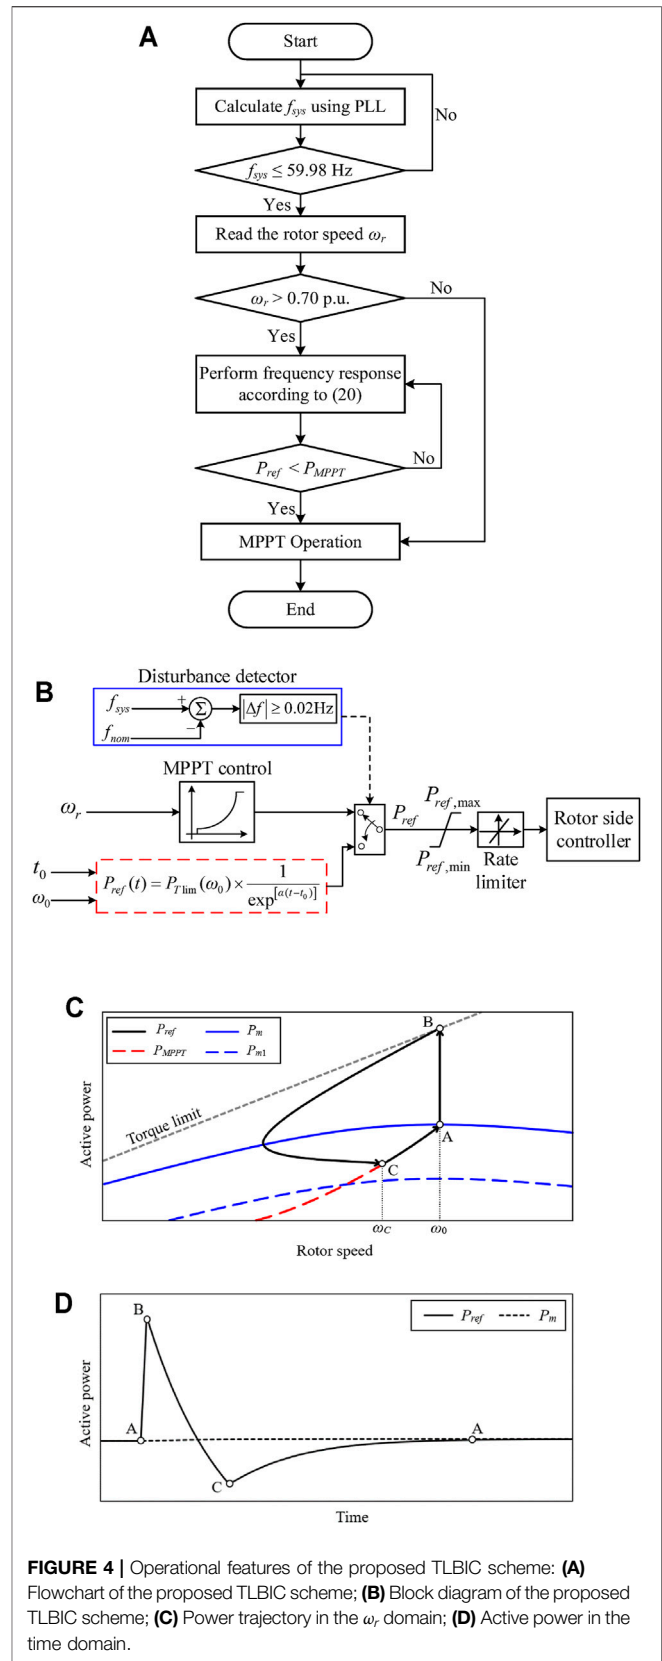 A
Start
Calculate f_sys using PLL
No
f_sys ≤ 59.98 Hz
Yes
Read the rotor speed ω_r
No
ω_r > 0.70 p.u.
Yes
Perform frequency response
according to (20)
No
P_ref < P_MPPT
Yes
MPPT Operation
End
B
Disturbance detector
f_sys
+
Σ
|Δf| ≥ 0.02Hz
f_nom
−
MPPT control
ω_r
P_ref
P_ref,max
P_ref,min
Rate
limiter
Rotor side
controller
t_0
ω_0
P_ref(t) = P_Tlim(ω_0) × 1/exp^[α(t−t_0)]
C
P_ref
P_m
P_MPPT
P_m1
B
Torque limit
A
C
Active power
ω_C
ω_0
Rotor speed
D
B
P_ref
P_m
Active power
A
A
C
Time
FIGURE 4 | Operational features of the proposed TLBIC scheme: (A)
Flowchart of the proposed TLBIC scheme; (B) Block diagram of the proposed
TLBIC scheme; (C) Power trajectory in the ω_r domain; (D) Active power in the
time domain.